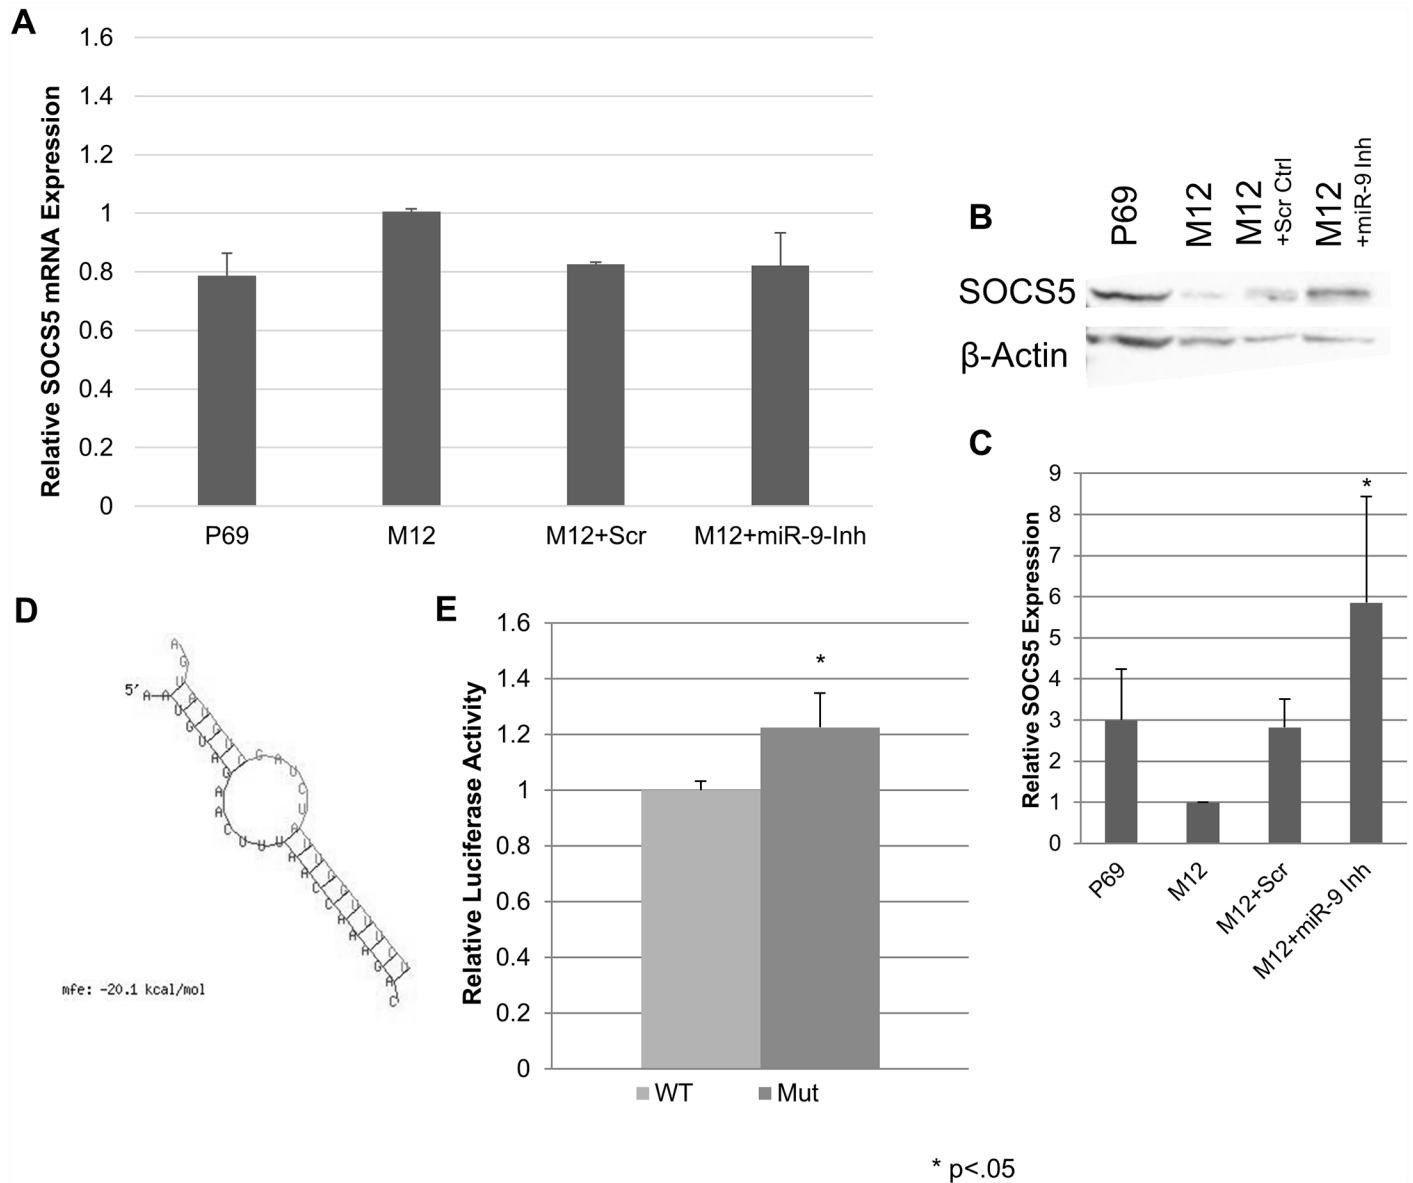 A
Relative SOCS5 mRNA Expression
1.6
1.4
1.2
1
0.8
0.6
0.4
0.2
0
P69
M12
M12+Scr
M12+miR-9-Inh
B
P69
M12
M12
+Scr Ctrl
M12
+miR-9 Inh
SOCS5
β-Actin
C
Relative SOCS5 Expression
9
8
7
6
5
4
3
2
1
0
*
P69
M12
M12+Scr
M12+miR-9 Inh
D
5'
mfe: -20.1 kcal/mol
E
Relative Luciferase Activity
1.6
1.4
1.2
1
0.8
0.6
0.4
0.2
0
*
WT
Mut
* p<.05